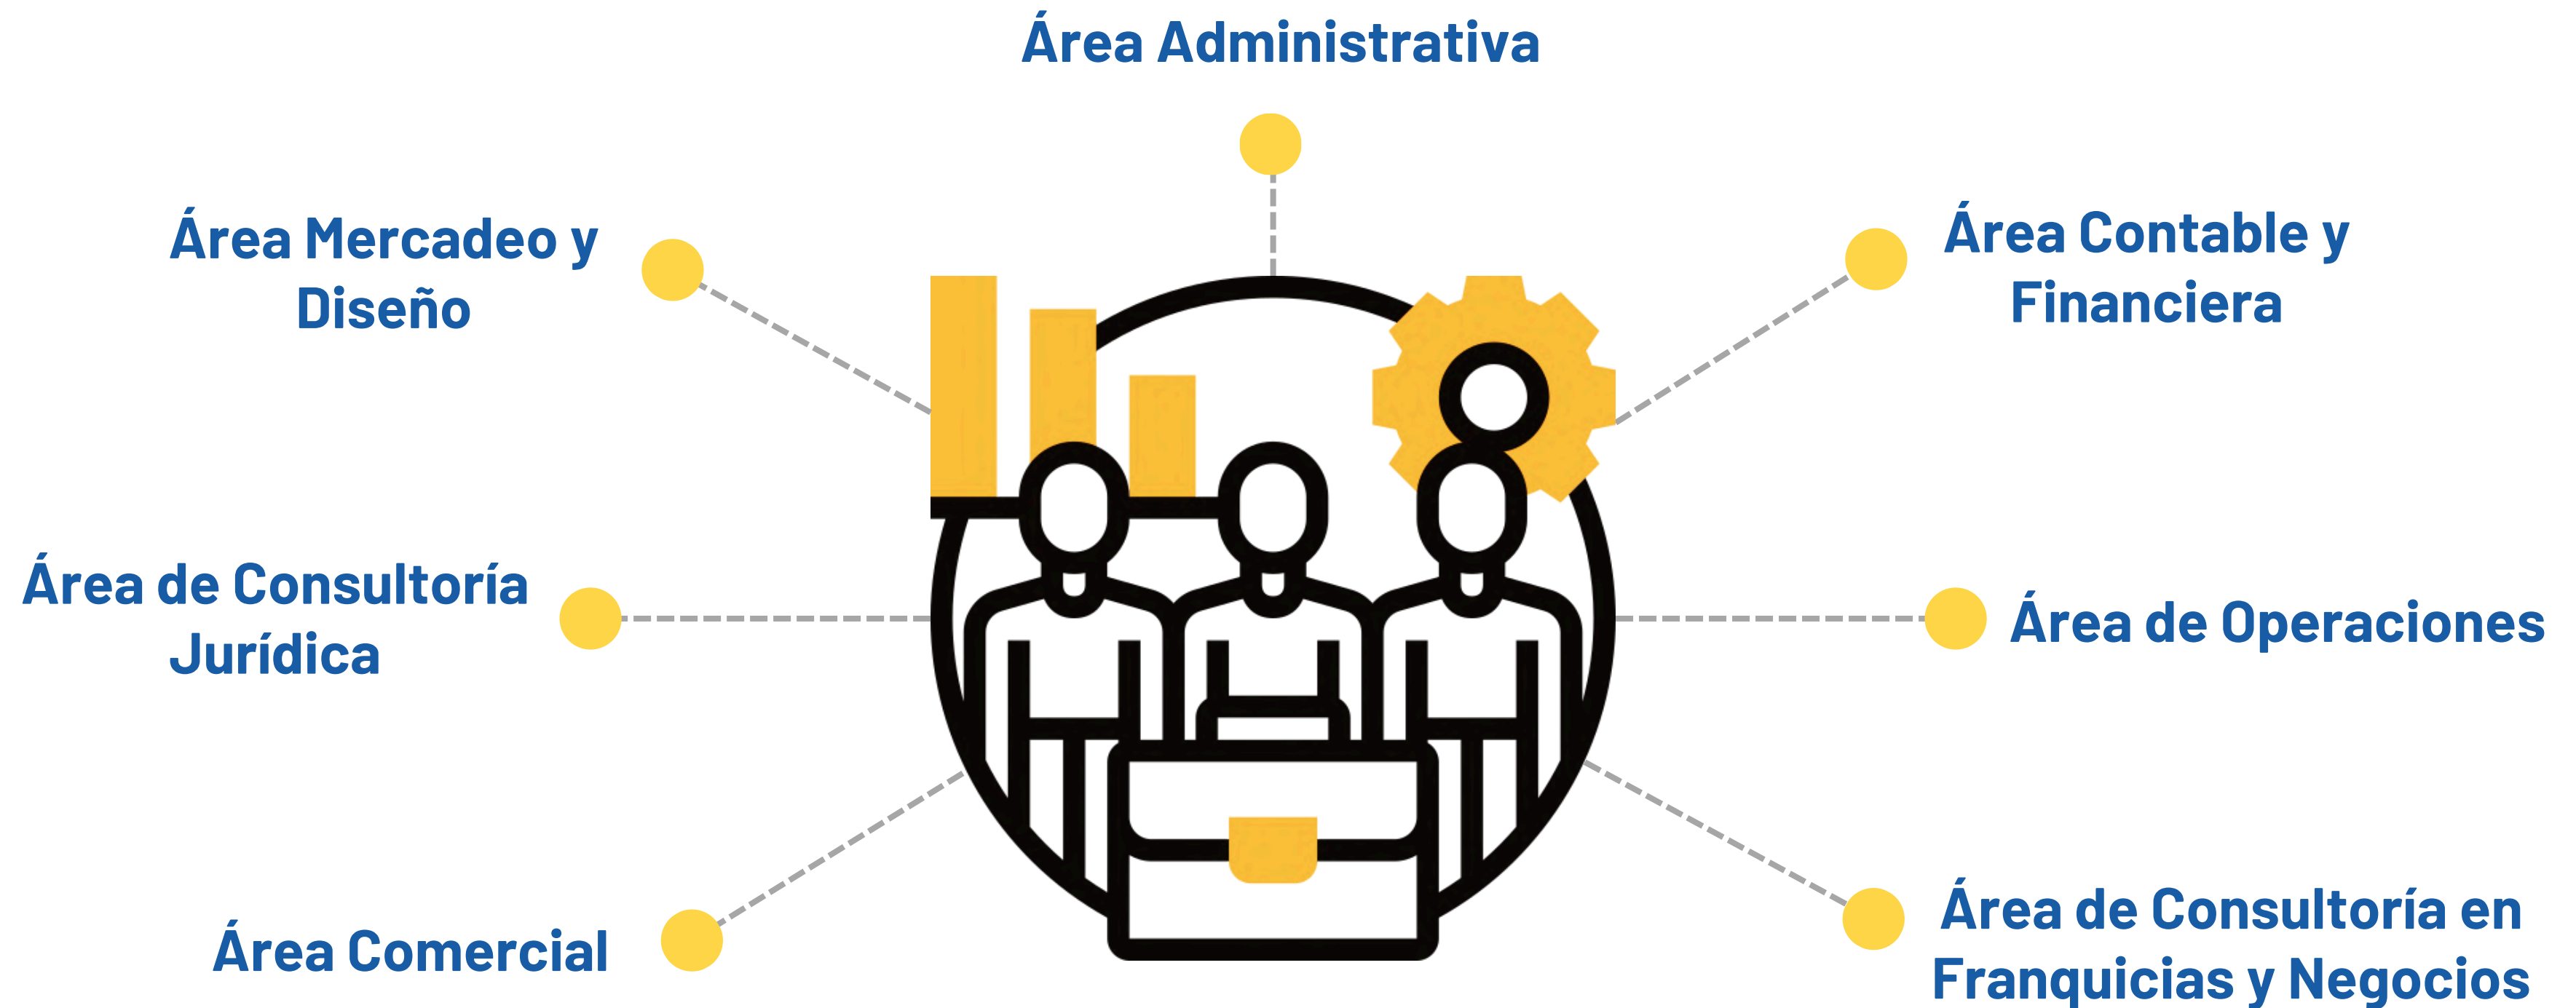 Área Administrativa
Área Mercadeo y
Diseño
Área Contable y
Financiera
Área de Consultoría
Jurídica
Área de Operaciones
Área Comercial
Área de Consultoría en
Franquicias y Negocios